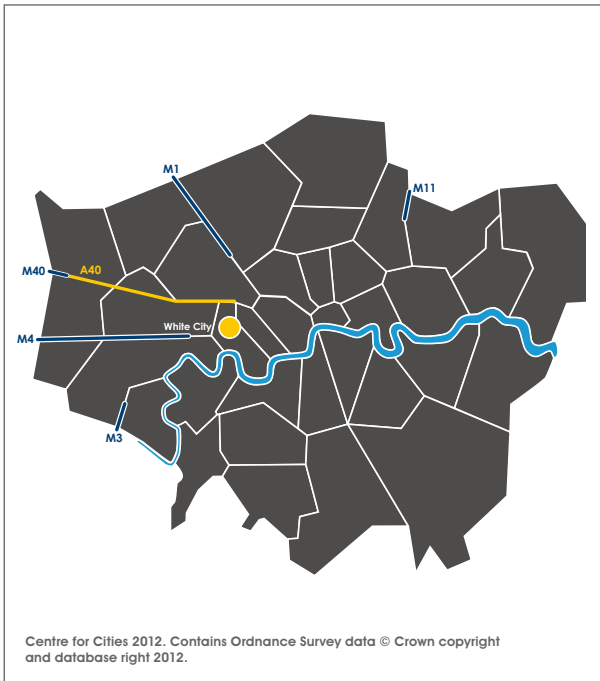 M1
M11
M40
A40
White City
M4
M3
Centre for Cities 2012. Contains Ordnance Survey data © Crown copyright
and database right 2012.